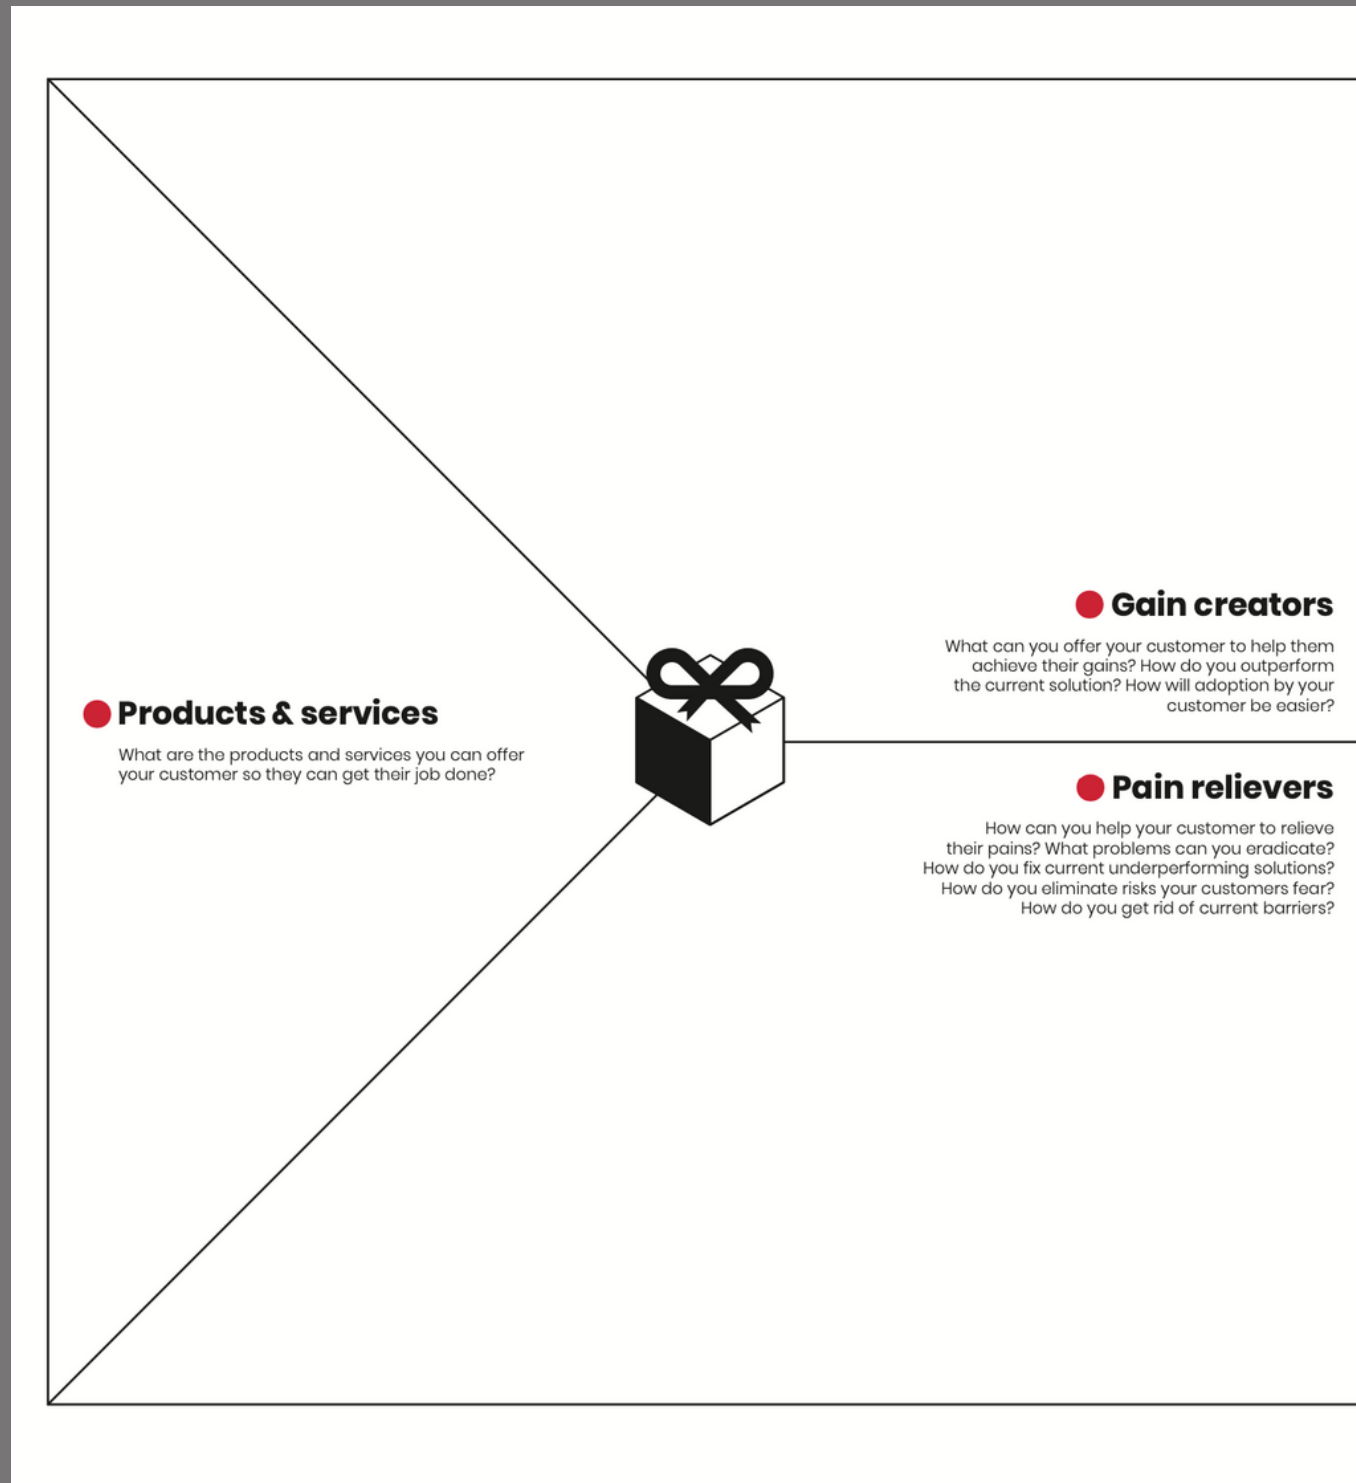 Products & services
What are the products and services you can offer
your customer so they can get their job done?
Gain creators
What can you offer your customer to help them
achieve their gains? How do you outperform
the current solution? How will adoption by your
customer be easier?
Pain relievers
How can you help your customer to relieve
their pains? What problems can you eradicate?
How do you fix current underperforming solutions?
How do you eliminate risks your customers fear?
How do you get rid of current barriers?